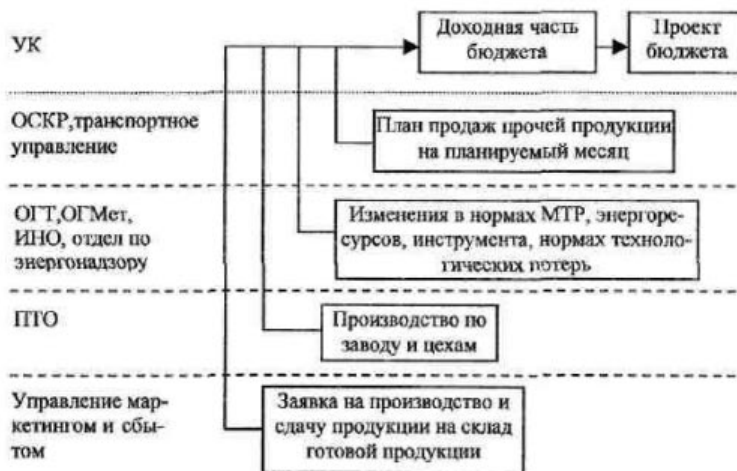 УК
Доходная часть
бюджета
Проект
бюджета
ОСКР,транспортное
управление
План продаж прочей продукции
на планируемый месяц
ОГТ,ОГМет,
ИНО, отдел по
энергонадзору
Изменения в нормах МТР, энергоре-
сурсов, инструмента, нормах техноло-
гических потерь
ПТО
Производство по
заводу и цехам
Управление мар-
кетингом и сбы-
том
Заявка на производство и
сдачу продукции на склад
готовой продукции